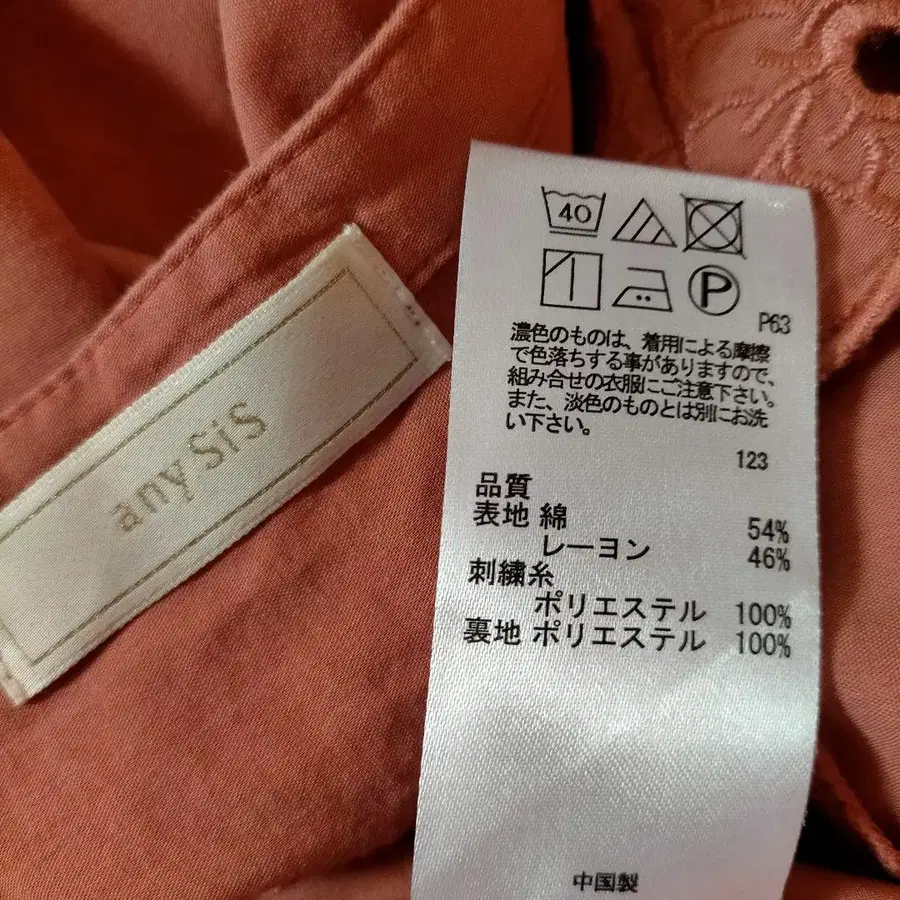 any SiS
40
P
P63
濃色のものは、着用による摩擦
で色落ちする事がありますので、
組み合せの衣服にご注意下さい。
また、淡色のものとは別にお洗
い下さい。
123
品質
表地 綿 54%
レーヨン 46%
刺繍糸
ポリエステル 100%
裏地 ポリエステル 100%
中国製